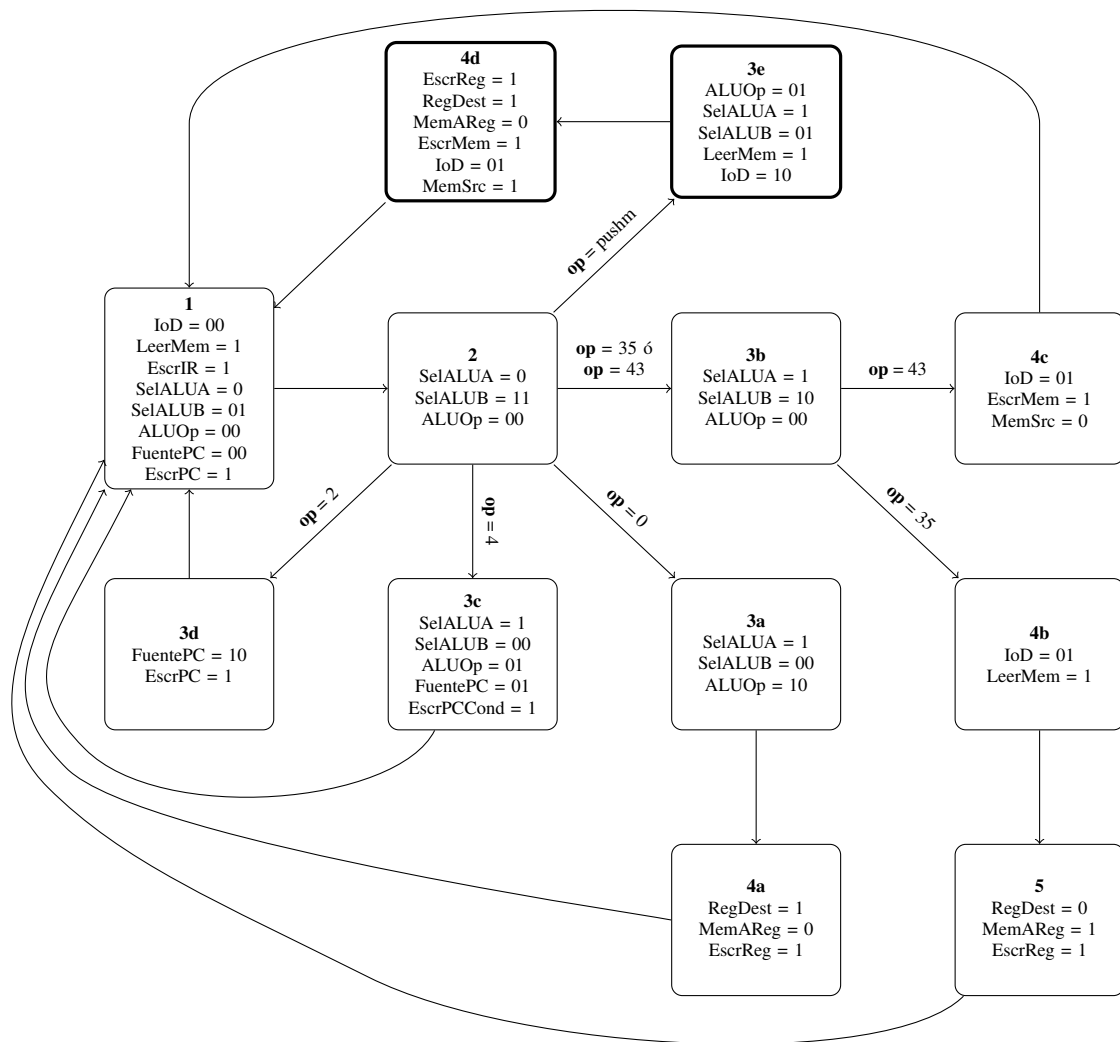 4d
EscrReg = 1
RegDest = 1
MemAReg = 0
EscrMem = 1
IoD = 01
MemSrc = 1
3e
ALUOp = 01
SelALUA = 1
SelALUB = 01
LeerMem = 1
IoD = 10
op = pushm
1
IoD = 00
LeerMem = 1
EscrIR = 1
SelALUA = 0
SelALUB = 01
ALUOp = 00
FuentePC = 00
EscrPC = 1
2
SelALUA = 0
SelALUB = 11
ALUOp = 00
op = 35 ó
op = 43
3b
SelALUA = 1
SelALUB = 10
ALUOp = 00
op = 43
4c
IoD = 01
EscrMem = 1
MemSrc = 0
op = 2
op = 4
op = 0
op = 35
3d
FuentePC = 10
EscrPC = 1
3c
SelALUA = 1
SelALUB = 00
ALUOp = 01
FuentePC = 01
EscrPCCond = 1
3a
SelALUA = 1
SelALUB = 00
ALUOp = 10
4b
IoD = 01
LeerMem = 1
4a
RegDest = 1
MemAReg = 0
EscrReg = 1
5
RegDest = 0
MemAReg = 1
EscrReg = 1